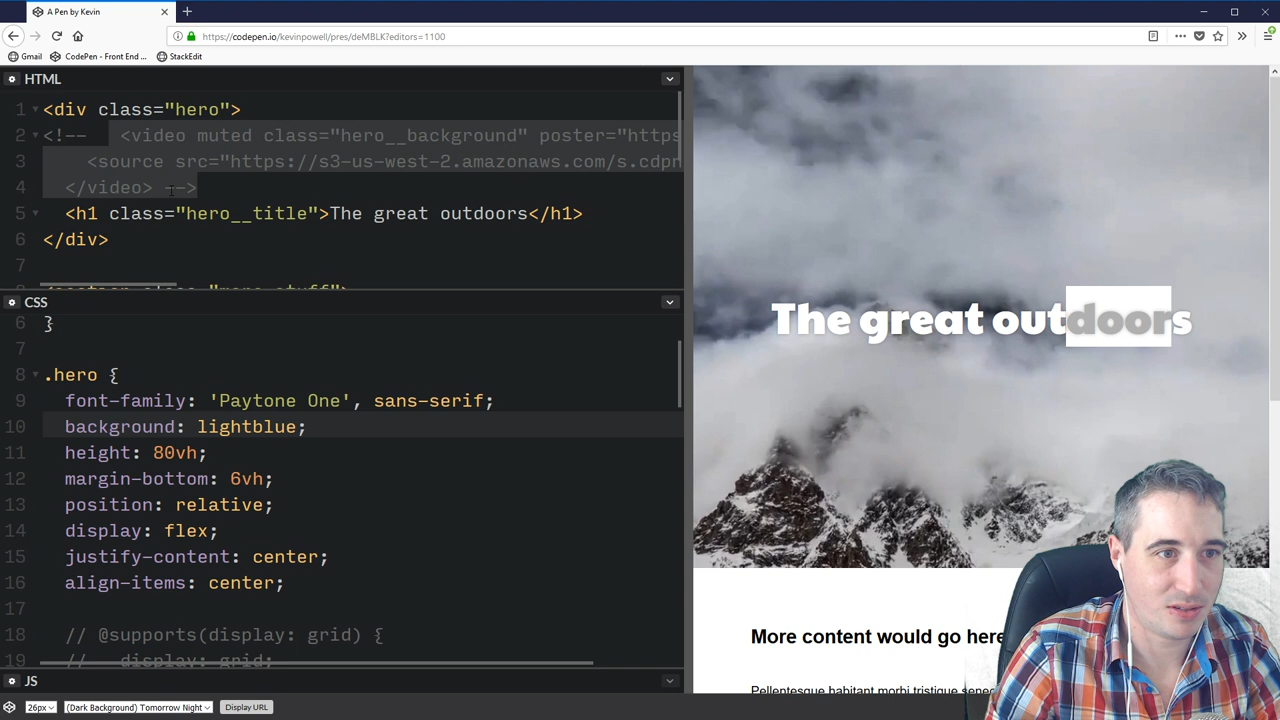 A Pen by Kevin
https://codepen.io/kevinpowell/pres/deMBLK?editors=1100
Gmail
CodePen - Front End ...
StackEdit
HTML
1 <div class="hero">
2 <!-- <video muted class="hero__background" poster="https
3 <source src="https://s3-us-west-2.amazonaws.com/s.cdpn
4 </video> -->
5 <h1 class="hero__title">The great outdoors</h1>
6 </div>
7
CSS
6 }
7
8 .hero {
9 font-family: 'Paytone One', sans-serif;
10 background: lightblue;
11 height: 80vh;
12 margin-bottom: 6vh;
13 position: relative;
14 display: flex;
15 justify-content: center;
16 align-items: center;
17
18 // @supports(display: grid) {
19 // display: grid;
JS
26px
(Dark Background) Tomorrow Night
Display URL
The great outdoors
More content would go here
Pellentesque habitant morbi tristique